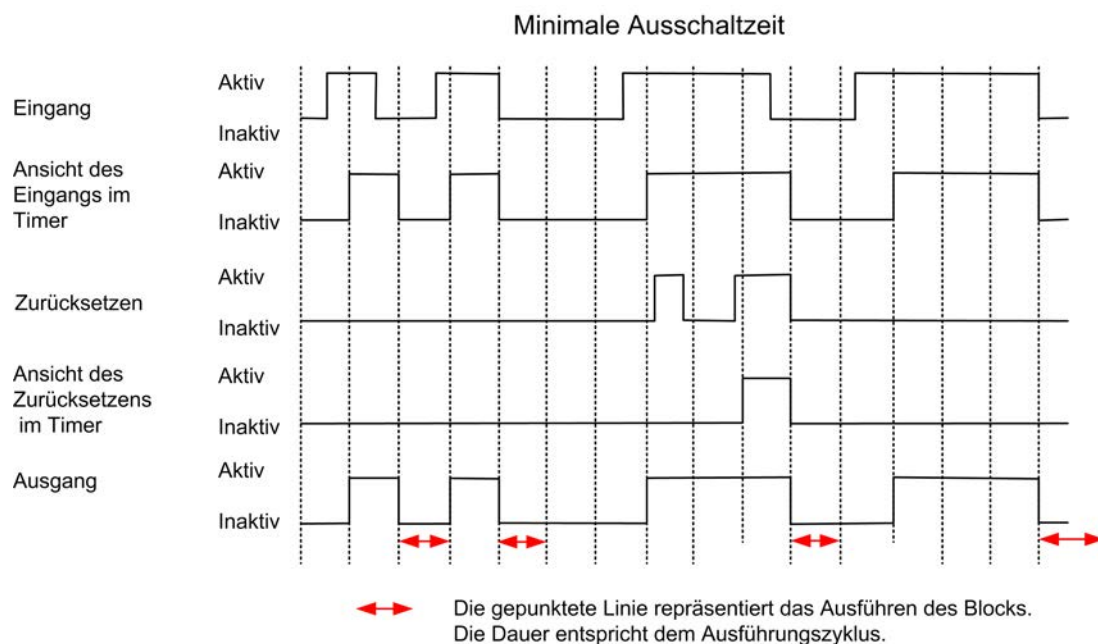 Minimale Ausschaltzeit
Aktiv
Eingang
Inaktiv
Ansicht des
Eingangs im
Timer
Aktiv
Inaktiv
Aktiv
Zurücksetzen
Inaktiv
Ansicht des
Zurücksetzens
im Timer
Aktiv
Inaktiv
Aktiv
Ausgang
Inaktiv
Die gepunktete Linie repräsentiert das Ausführen des Blocks.
Die Dauer entspricht dem Ausführungszyklus.